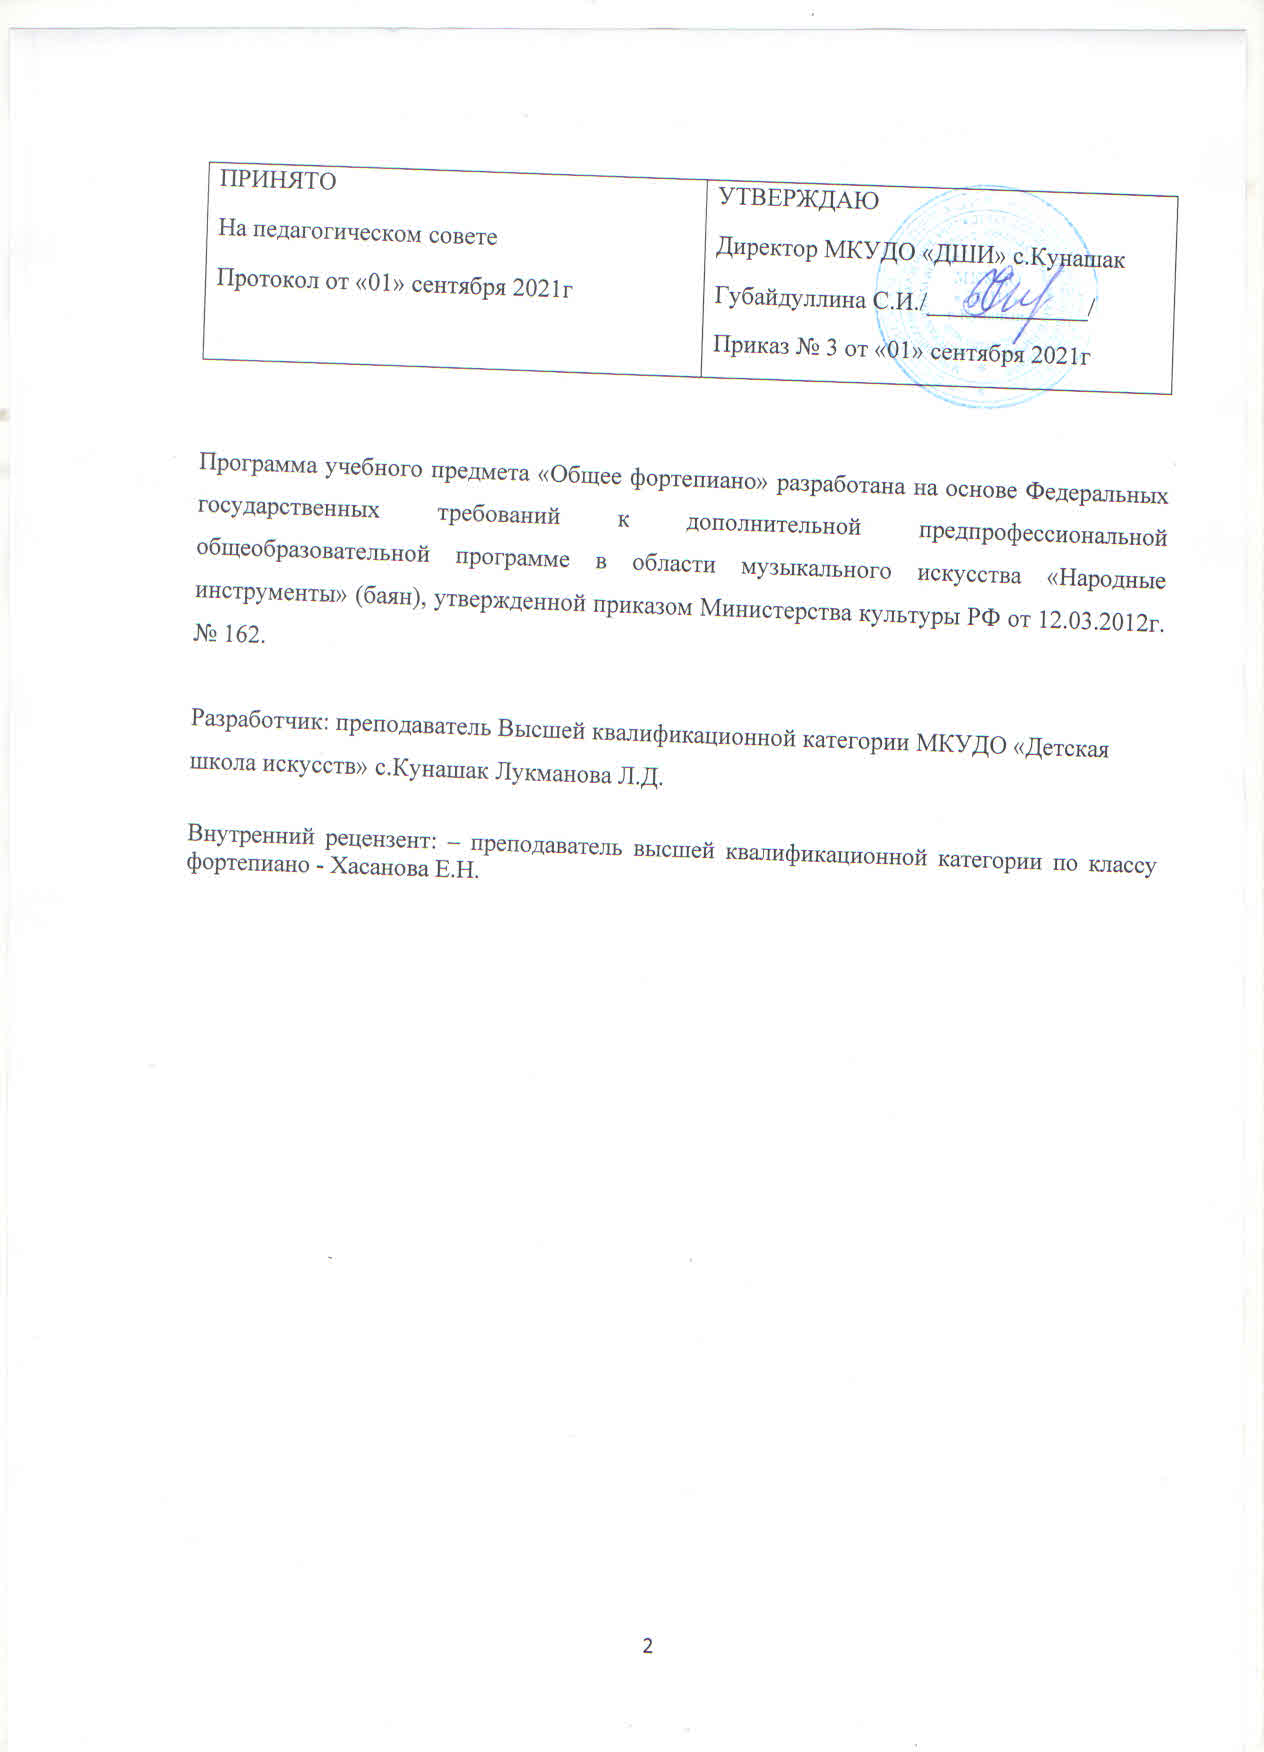 ПРИНЯТО
На педагогическом совете
Протокол от «01» сентября 2021г
УТВЕРЖДАЮ
Директор МКУДО «ДШИ» с.Кунашак
Губайдуллина С.И./____________/
Приказ № 3 от «01» сентября 2021г
Программа учебного предмета «Общее фортепиано» разработана на основе Федеральных
государственных требований к дополнительной предпрофессиональной
общеобразовательной программе в области музыкального искусства «Народные
инструменты» (баян), утвержденной приказом Министерства культуры РФ от 12.03.2012г.
№ 162.
Разработчик: преподаватель Высшей квалификационной категории МКУДО «Детская
школа искусств» с.Кунашак Лукманова Л.Д.
Внутренний рецензент: – преподаватель высшей квалификационной категории по классу
фортепиано - Хасанова Е.Н.
2